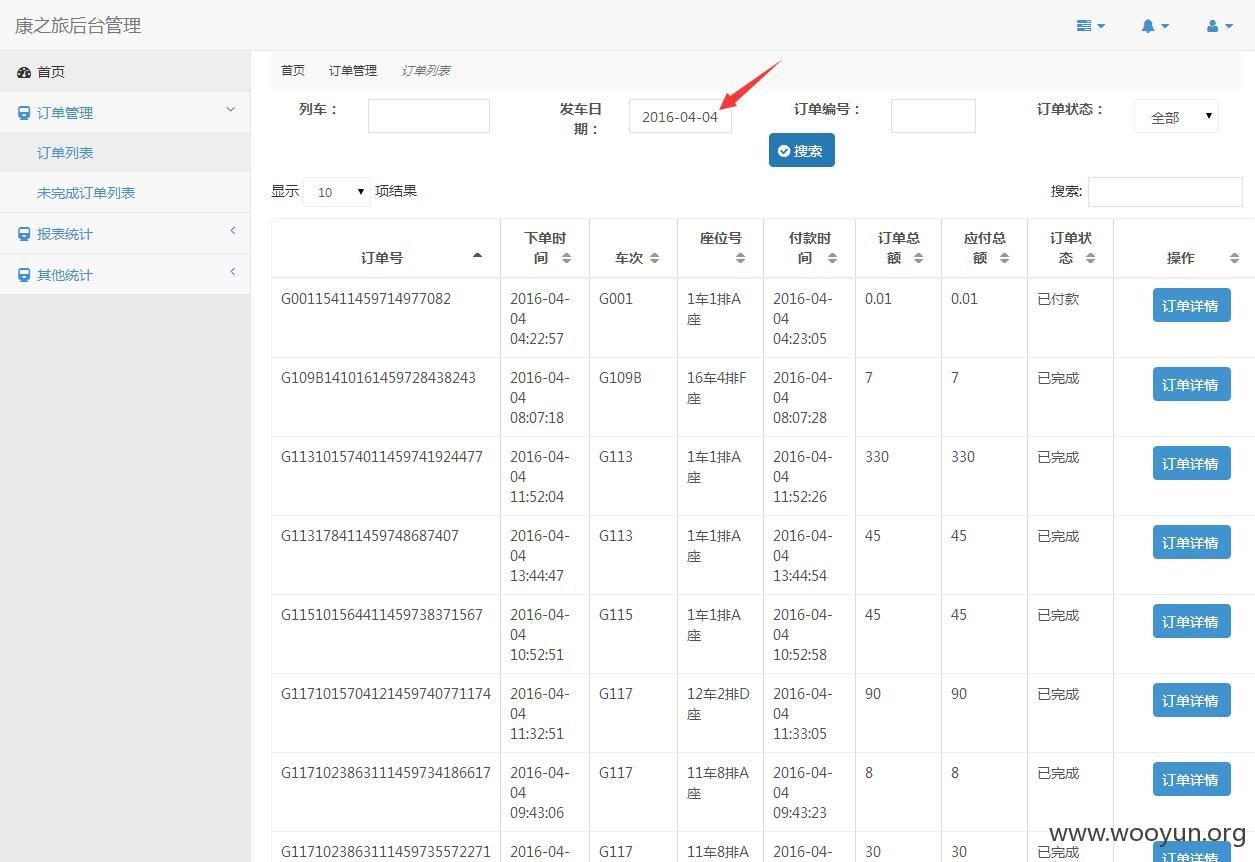 康之旅后台管理
首页
订单管理
订单列表
未完成订单列表
报表统计
其他统计
首页 订单管理 订单列表
列车： 发车日期： 2016-04-04 订单编号： 订单状态： 全部
搜索
显示 10 项结果 搜索:
订单号 下单时间 车次 座位号 付款时间 订单总额 应付总额 订单状态 操作
G00115411459714977082 2016-04-04 04:22:57 G001 1车1排A座 2016-04-04 04:23:05 0.01 0.01 已付款 订单详情
G109B1410161459728438243 2016-04-04 08:07:18 G109B 16车4排F座 2016-04-04 08:07:28 7 7 已完成 订单详情
G113101574011459741924477 2016-04-04 11:52:04 G113 1车1排A座 2016-04-04 11:52:26 330 330 已完成 订单详情
G11317841145974868​7407 2016-04-04 13:44:47 G113 1车1排A座 2016-04-04 13:44:54 45 45 已完成 订单详情
G115101564411459738371567 2016-04-04 10:52:51 G115 1车1排A座 2016-04-04 10:52:58 45 45 已完成 订单详情
G1171015704121459740771174 2016-04-04 11:32:51 G117 12车2排D座 2016-04-04 11:33:05 90 90 已完成 订单详情
G1171023863111459734186617 2016-04-04 09:43:06 G117 11车8排A座 2016-04-04 09:43:23 8 8 已完成 订单详情
G1171023863111459735572271 2016-04- G117 11车8排A 2016-04- 30 30 已完成 订单详情
www.wooyun.org